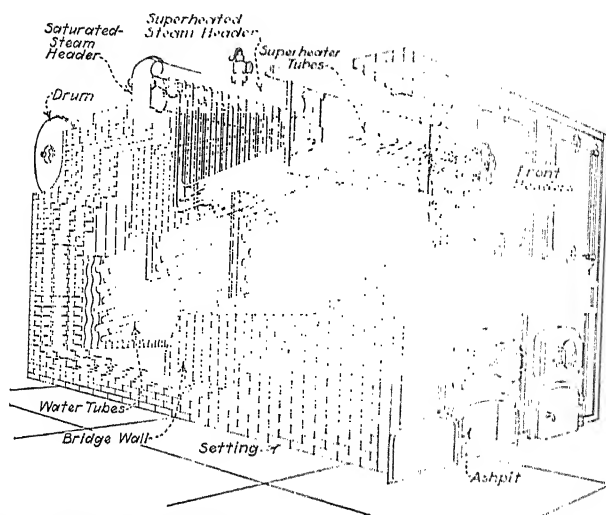 Superheated
Steam Header
Saturated-
Steam
Header
Superheater
Tubes
Drum
Front
Headers
Water Tubes
Bridge Wall
Setting
Ashpit